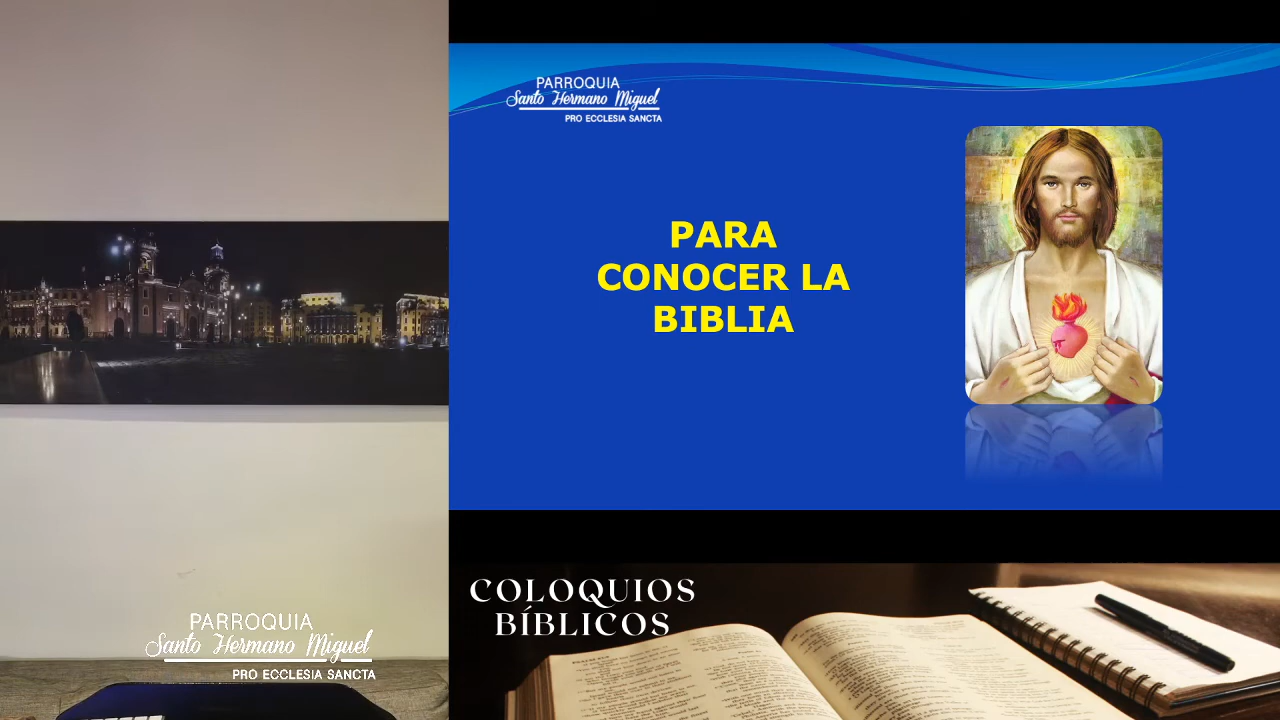 PARROQUIA
Santo Hermano Miguel
PRO ECCLESIA SANCTA
PARA
CONOCER LA
BIBLIA
COLOQUIOS
BÍBLICOS
PARROQUIA
Santo Hermano Miguel
PRO ECCLESIA SANCTA